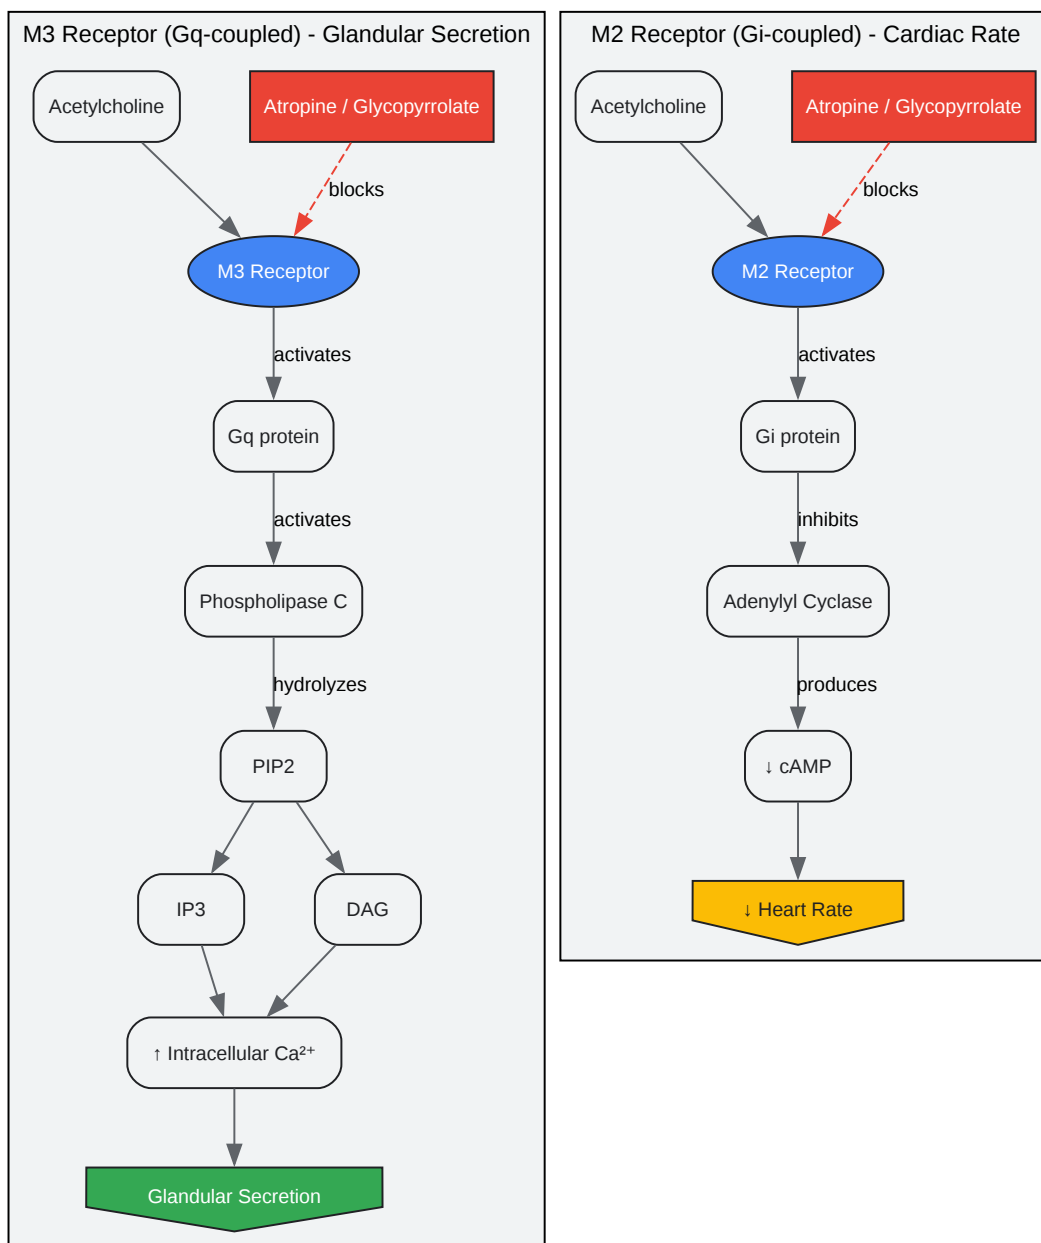 M3 Receptor (Gq-coupled) - Glandular Secretion
Acetylcholine
Atropine / Glycopyrrolate
blocks
M3 Receptor
activates
Gq protein
activates
Phospholipase C
hydrolyzes
PIP2
IP3
DAG
↑ Intracellular Ca²⁺
Glandular Secretion
M2 Receptor (Gi-coupled) - Cardiac Rate
Acetylcholine
Atropine / Glycopyrrolate
blocks
M2 Receptor
activates
Gi protein
inhibits
Adenylyl Cyclase
produces
↓ cAMP
↓ Heart Rate